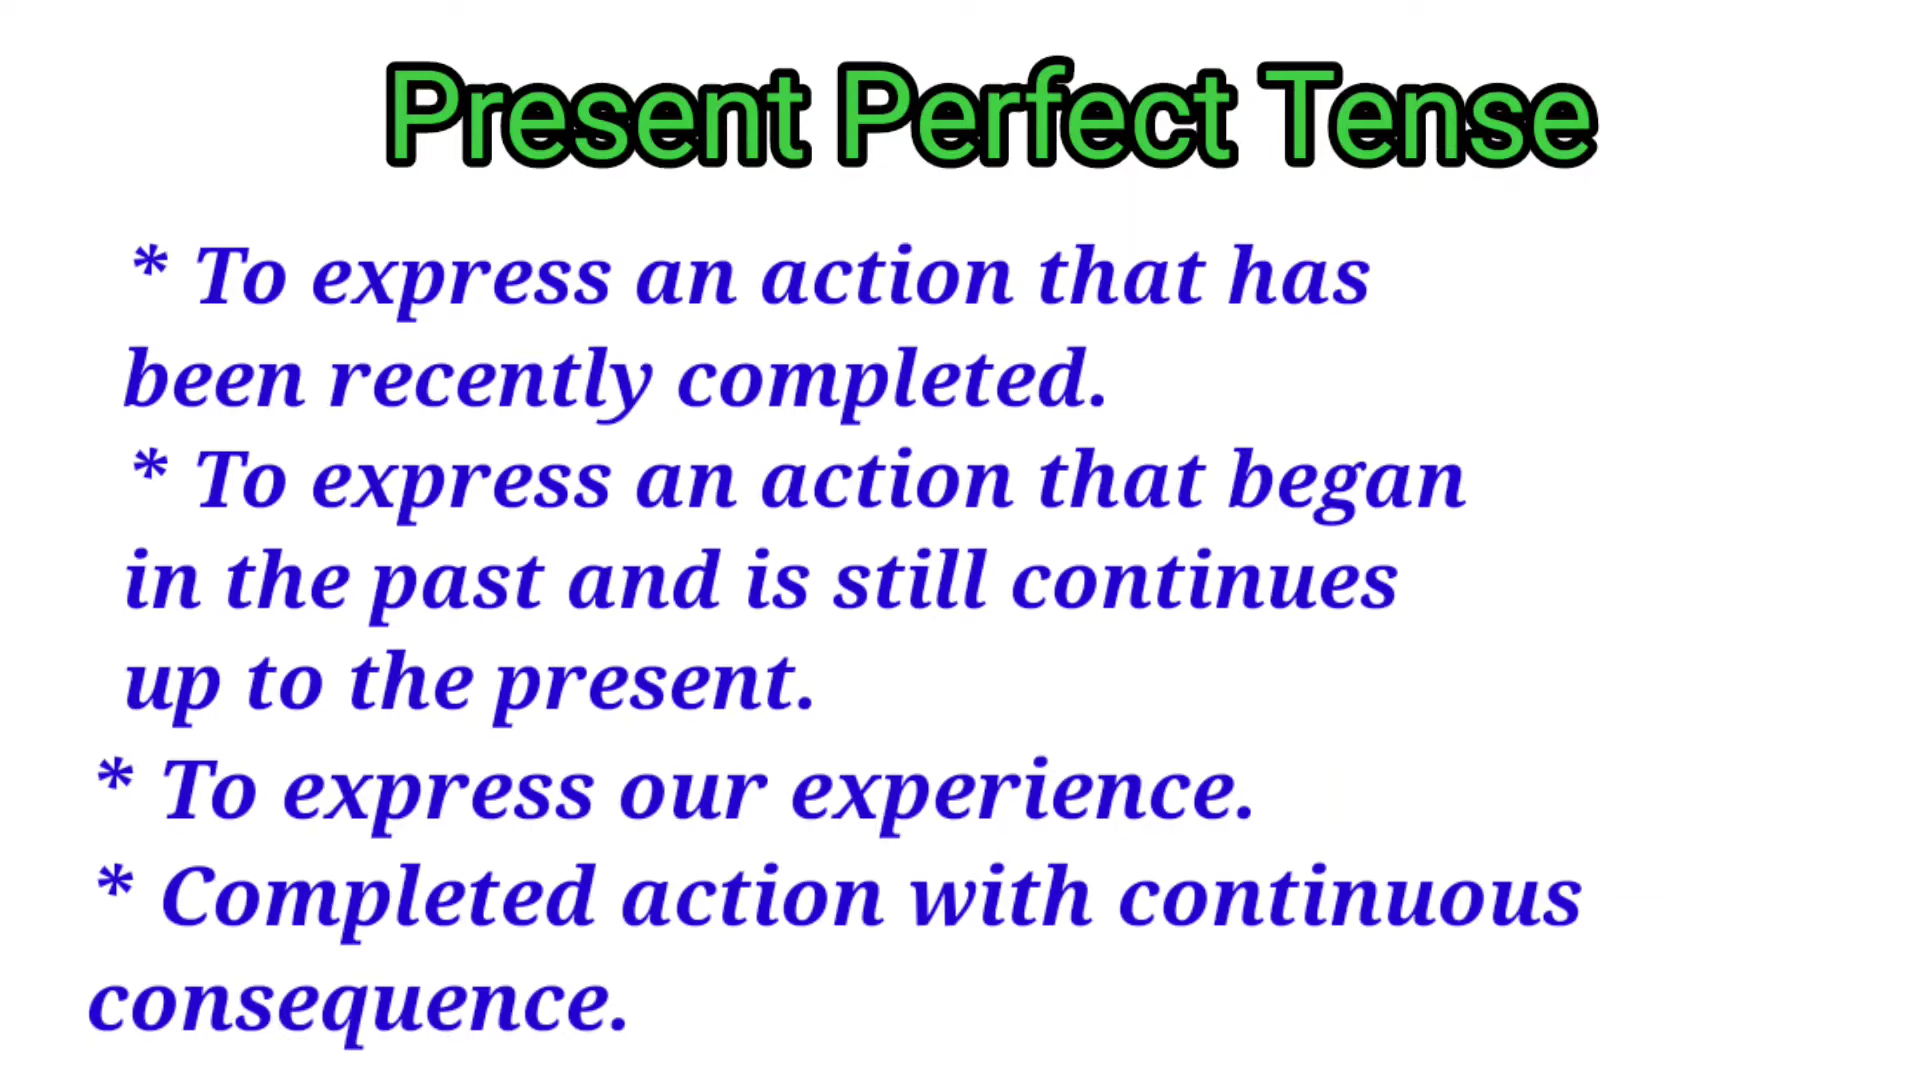 Present Perfect Tense
* To express an action that has
been recently completed.
* To express an action that began
in the past and is still continues
up to the present.
* To express our experience.
* Completed action with continuous
consequence.